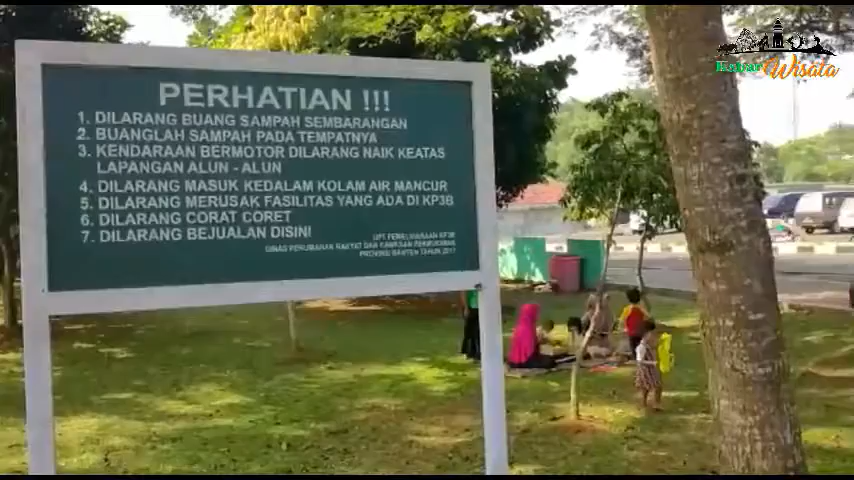 Kabar Wisata
PERHATIAN !!!
1. DILARANG BUANG SAMPAH SEMBARANGAN
2. BUANGLAH SAMPAH PADA TEMPATNYA
3. KENDARAAN BERMOTOR DILARANG NAIK KEATAS
LAPANGAN ALUN - ALUN
4. DILARANG MASUK KEDALAM KOLAM AIR MANCUR
5. DILARANG MERUSAK FASILITAS YANG ADA DI KP3B
6. DILARANG CORAT CORET
7. DILARANG BEJUALAN DISINI
UPT PEMELIHARAAN KP3B
DINAS PERUMAHAN RAKYAT DAN KAWASAN PERMUKIMAN
PROVINSI BANTEN TAHUN 2017